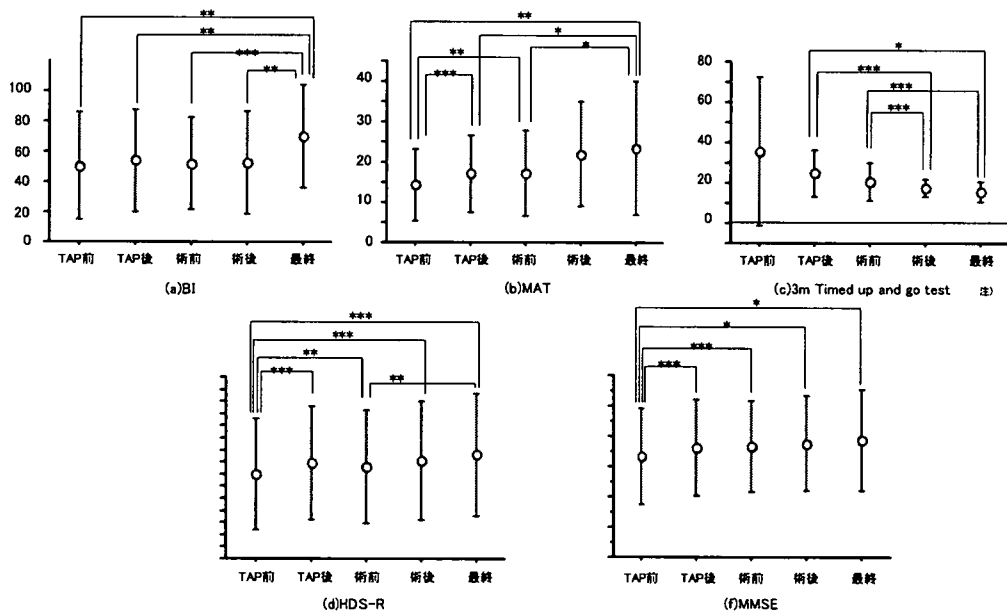 ** ** *** **
100
80
60
40
20
0
TAP前 TAP後 術前 術後 最終
(a)BI
** * ** * ***
40
30
20
10
0
TAP前 TAP後 術前 術後 最終
(b)MAT
* *** *** ***
80
60
40
20
0
TAP前 TAP後 術前 術後 最終
(c)3m Timed up and go test 注)
*** *** ** *** **
TAP前 TAP後 術前 術後 最終
(d)HDS-R
* * *** ***
TAP前 TAP後 術前 術後 最終
(f)MMSE